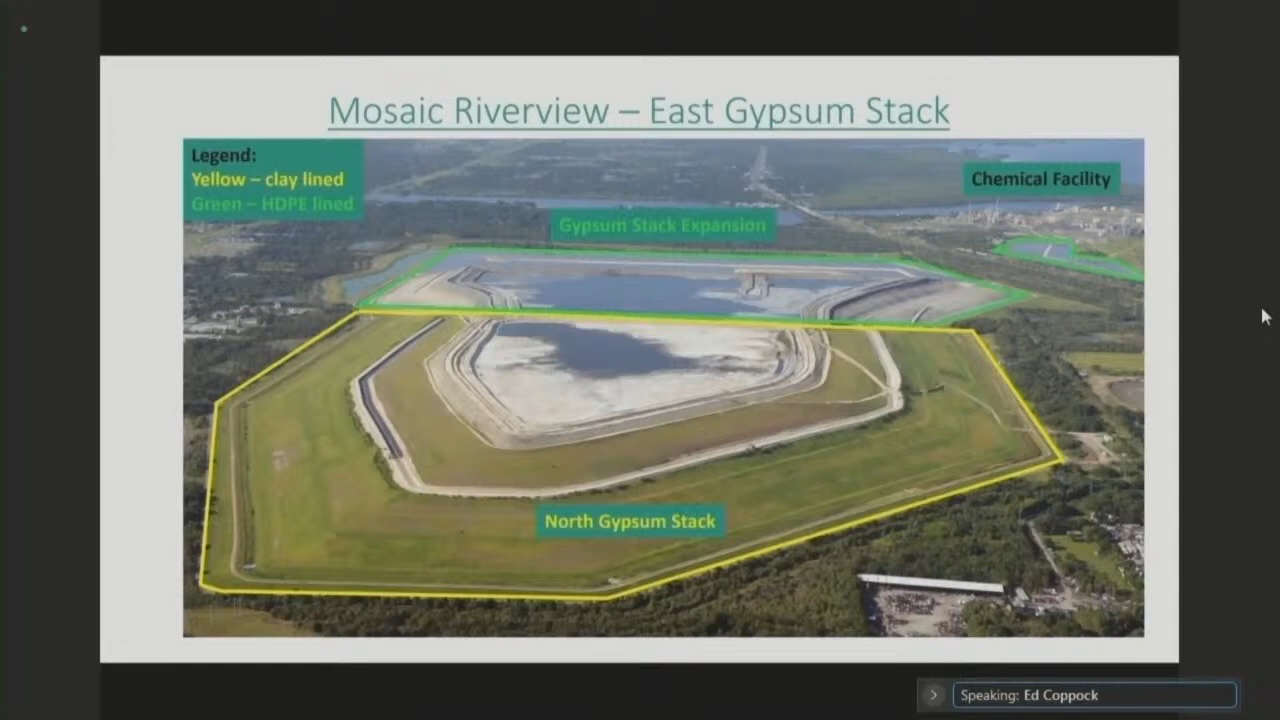 Mosaic Riverview – East Gypsum Stack
Legend:
Yellow – clay lined
Green – HDPE lined
Chemical Facility
Gypsum Stack Expansion
North Gypsum Stack
Speaking: Ed Coppock